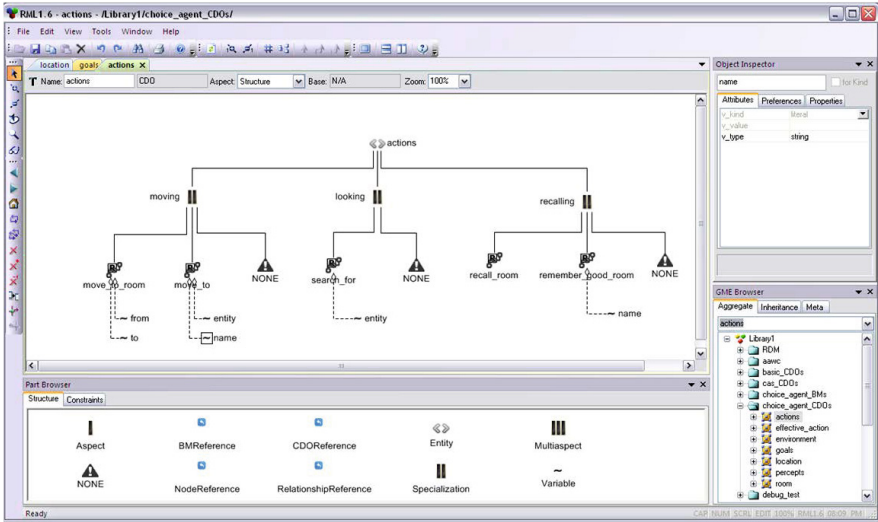 RML1.6 - actions - /Library1/choice_agent_CDOs/
File Edit View Tools Window Help
location goals actions
Name: actions CDO Aspect: Structure Base: N/A Zoom: 100%
actions
moving looking recalling
move_to_room move_to NONE search_for NONE recall_room remember_good_room NONE
from entity entity name
to name
Part Browser
Structure Constraints
Aspect BMReference CDOReference Entity Multiaspect
NONE NodeReference RelationshipReference Specialization Variable
Object Inspector
name for Kind
Attributes Preferences Properties
v_kind literal
v_value
v_type string
GME Browser
Aggregate Inheritance Meta
actions
Library1
RDM
aawc
basic_CDOs
cas_CDOs
choice_agent_BMs
choice_agent_CDOs
actions
effective_action
environment
goals
location
percepts
room
debug_test
Ready CAP NUM SCRL EDIT 100% RML1.6 08:09 PM